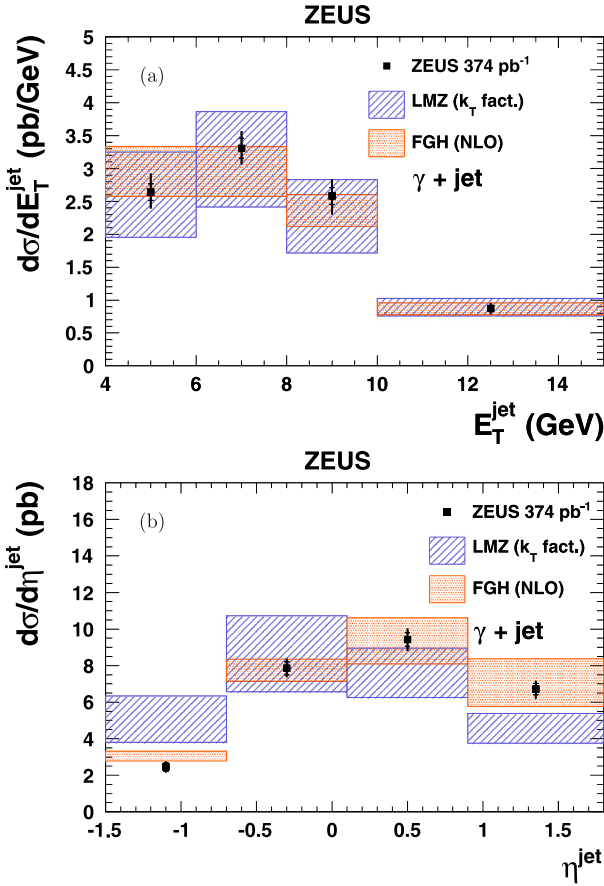 ZEUS
(a)
ZEUS 374 pb⁻¹
LMZ (k_T fact.)
FGH (NLO)
γ + jet
dσ/dE_T^jet (pb/GeV)
5
4.5
4
3.5
3
2.5
2
1.5
1
0.5
0
4 6 8 10 12 14
E_T^jet (GeV)
ZEUS
(b)
ZEUS 374 pb⁻¹
LMZ (k_T fact.)
FGH (NLO)
γ + jet
dσ/dη^jet (pb)
18
16
14
12
10
8
6
4
2
0
-1.5 -1 -0.5 0 0.5 1 1.5
η^jet